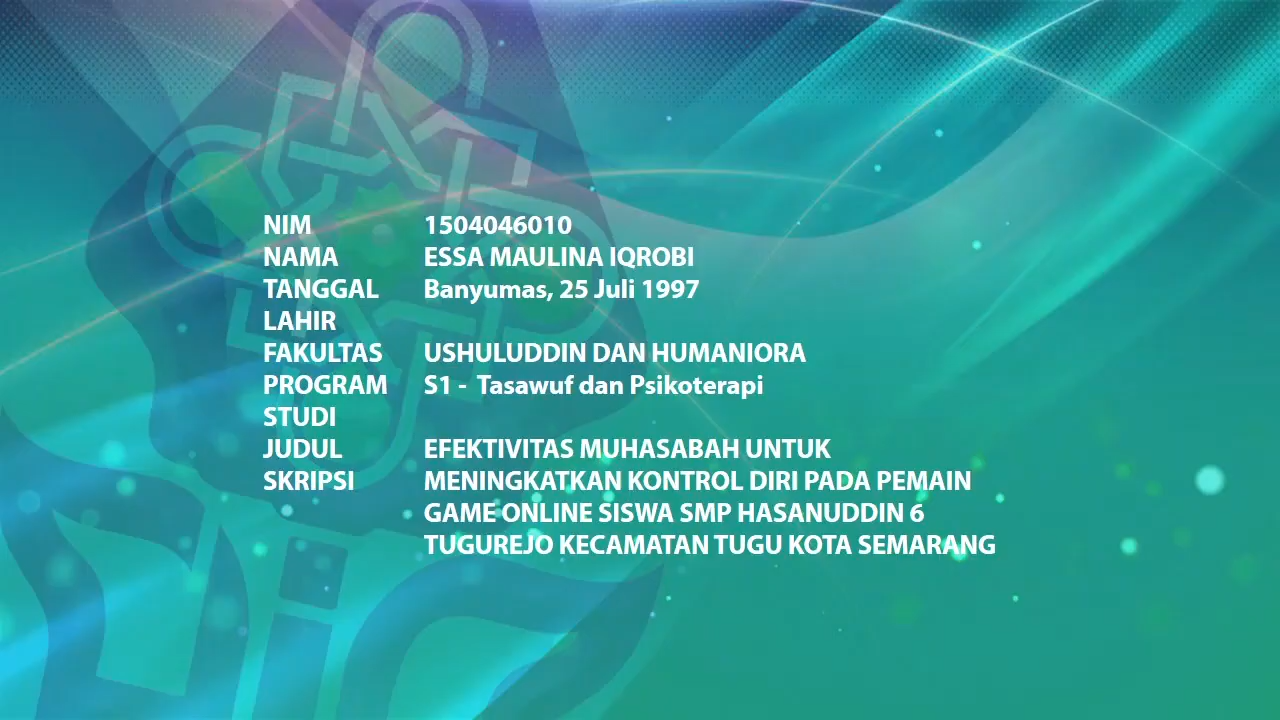 NIM 1504046010
NAMA ESSA MAULINA IQROBI
TANGGAL Banyumas, 25 Juli 1997
LAHIR
FAKULTAS USHULUDDIN DAN HUMANIORA
PROGRAM S1 - Tasawuf dan Psikoterapi
STUDI
JUDUL EFEKTIVITAS MUHASABAH UNTUK
SKRIPSI MENINGKATKAN KONTROL DIRI PADA PEMAIN
GAME ONLINE SISWA SMP HASANUDDIN 6
TUGUREJO KECAMATAN TUGU KOTA SEMARANG